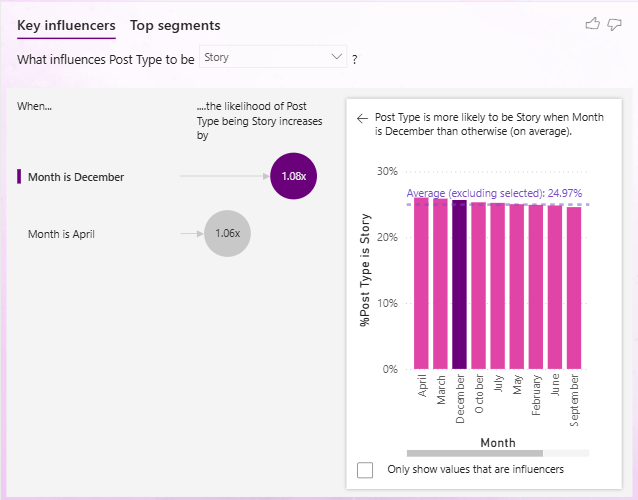 Key influencers Top segments
What influences Post Type to be Story ?
When...
....the likelihood of Post
Type being Story increases
by
Month is December
1.08x
Month is April
1.06x
Post Type is more likely to be Story when Month
is December than otherwise (on average).
30%
Average (excluding selected): 24.97%
20%
10%
0%
%Post Type is Story
April
March
December
October
July
May
February
June
September
Month
Only show values that are influencers